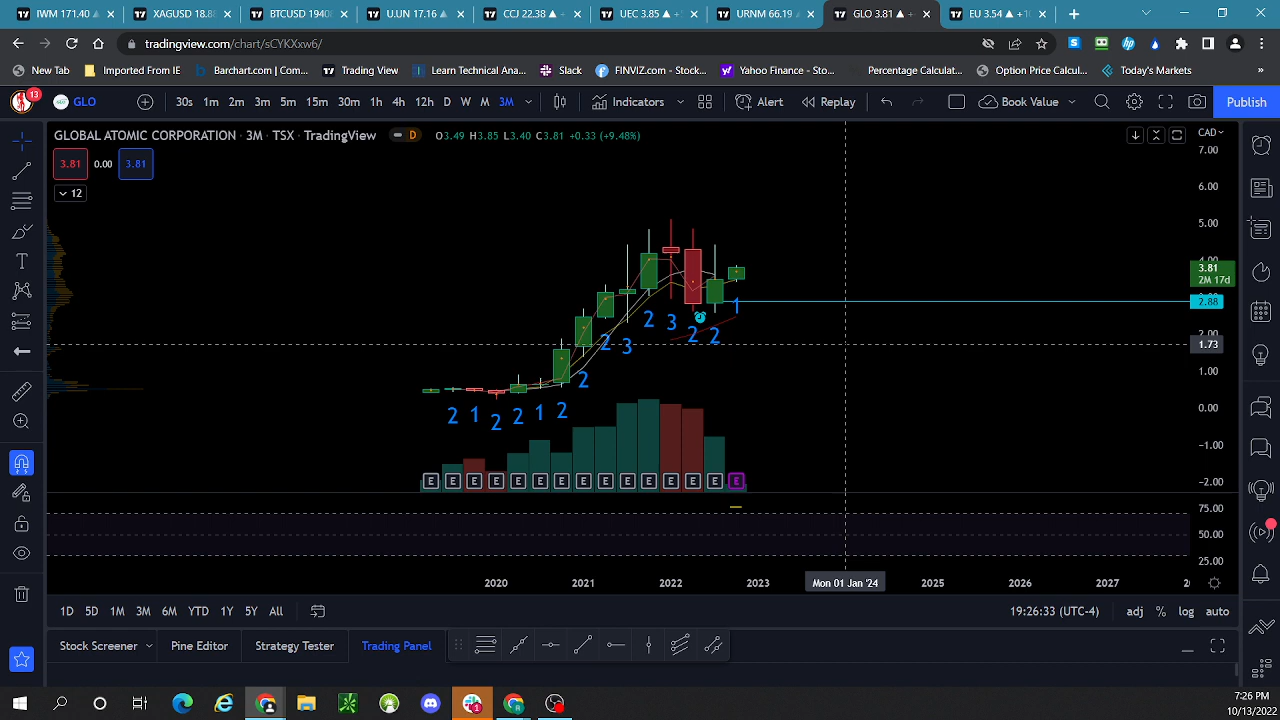 IWM 171.40
XAGUSD 18.88
BTCUSD 1940
U.UN 17.16
CCJ 22.38
UEC 3.85
URNM 66.19
GLO 3.81
EU 3.54
tradingview.com/chart/sCYKXxw6/
New Tab
Imported From IE
Barchart.com | Com...
Trading View
Learn Technical Ana...
Slack
FINVIZ.com - Stock...
Yahoo Finance - Sto...
Percentage Calculat...
Option Price Calcul...
Today's Markets
»
13
GLO
30s 1m 2m 3m 5m 15m 30m 1h 4h 12h D W M 3M
Indicators
Alert
Replay
Book Value
Publish
GLOBAL ATOMIC CORPORATION · 3M · TSX · TradingView
D
O3.49 H3.85 L3.40 C3.81 +0.33 (+9.48%)
CAD
3.81 0.00 3.81
12
7.00
6.00
5.00
4.00
3.81
2M 17d
2.88
2.00
1.73
1.00
0.00
-1.00
-2.00
75.00
50.00
25.00
2 1 2 2 1 2 2 2 3 2 3 2 2 1
E E E E E E E E E E E E E E E
2020 2021 2022 2023 Mon 01 Jan '24 2025 2026 2027
1D 5D 1M 3M 6M YTD 1Y 5Y All
19:26:33 (UTC-4)
adj % log auto
Stock Screener
Pine Editor
Strategy Tester
Trading Panel
7:26 PM
10/13/2022